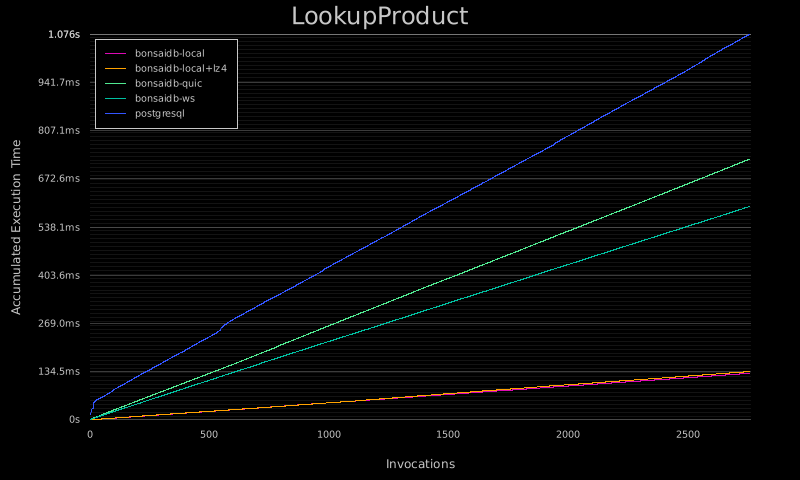 LookupProduct
1.076s
941.7ms
807.1ms
672.6ms
538.1ms
403.6ms
269.0ms
134.5ms
0s
Accumulated Execution Time
bonsaidb-local
bonsaidb-local+lz4
bonsaidb-quic
bonsaidb-ws
postgresql
0 500 1000 1500 2000 2500
Invocations